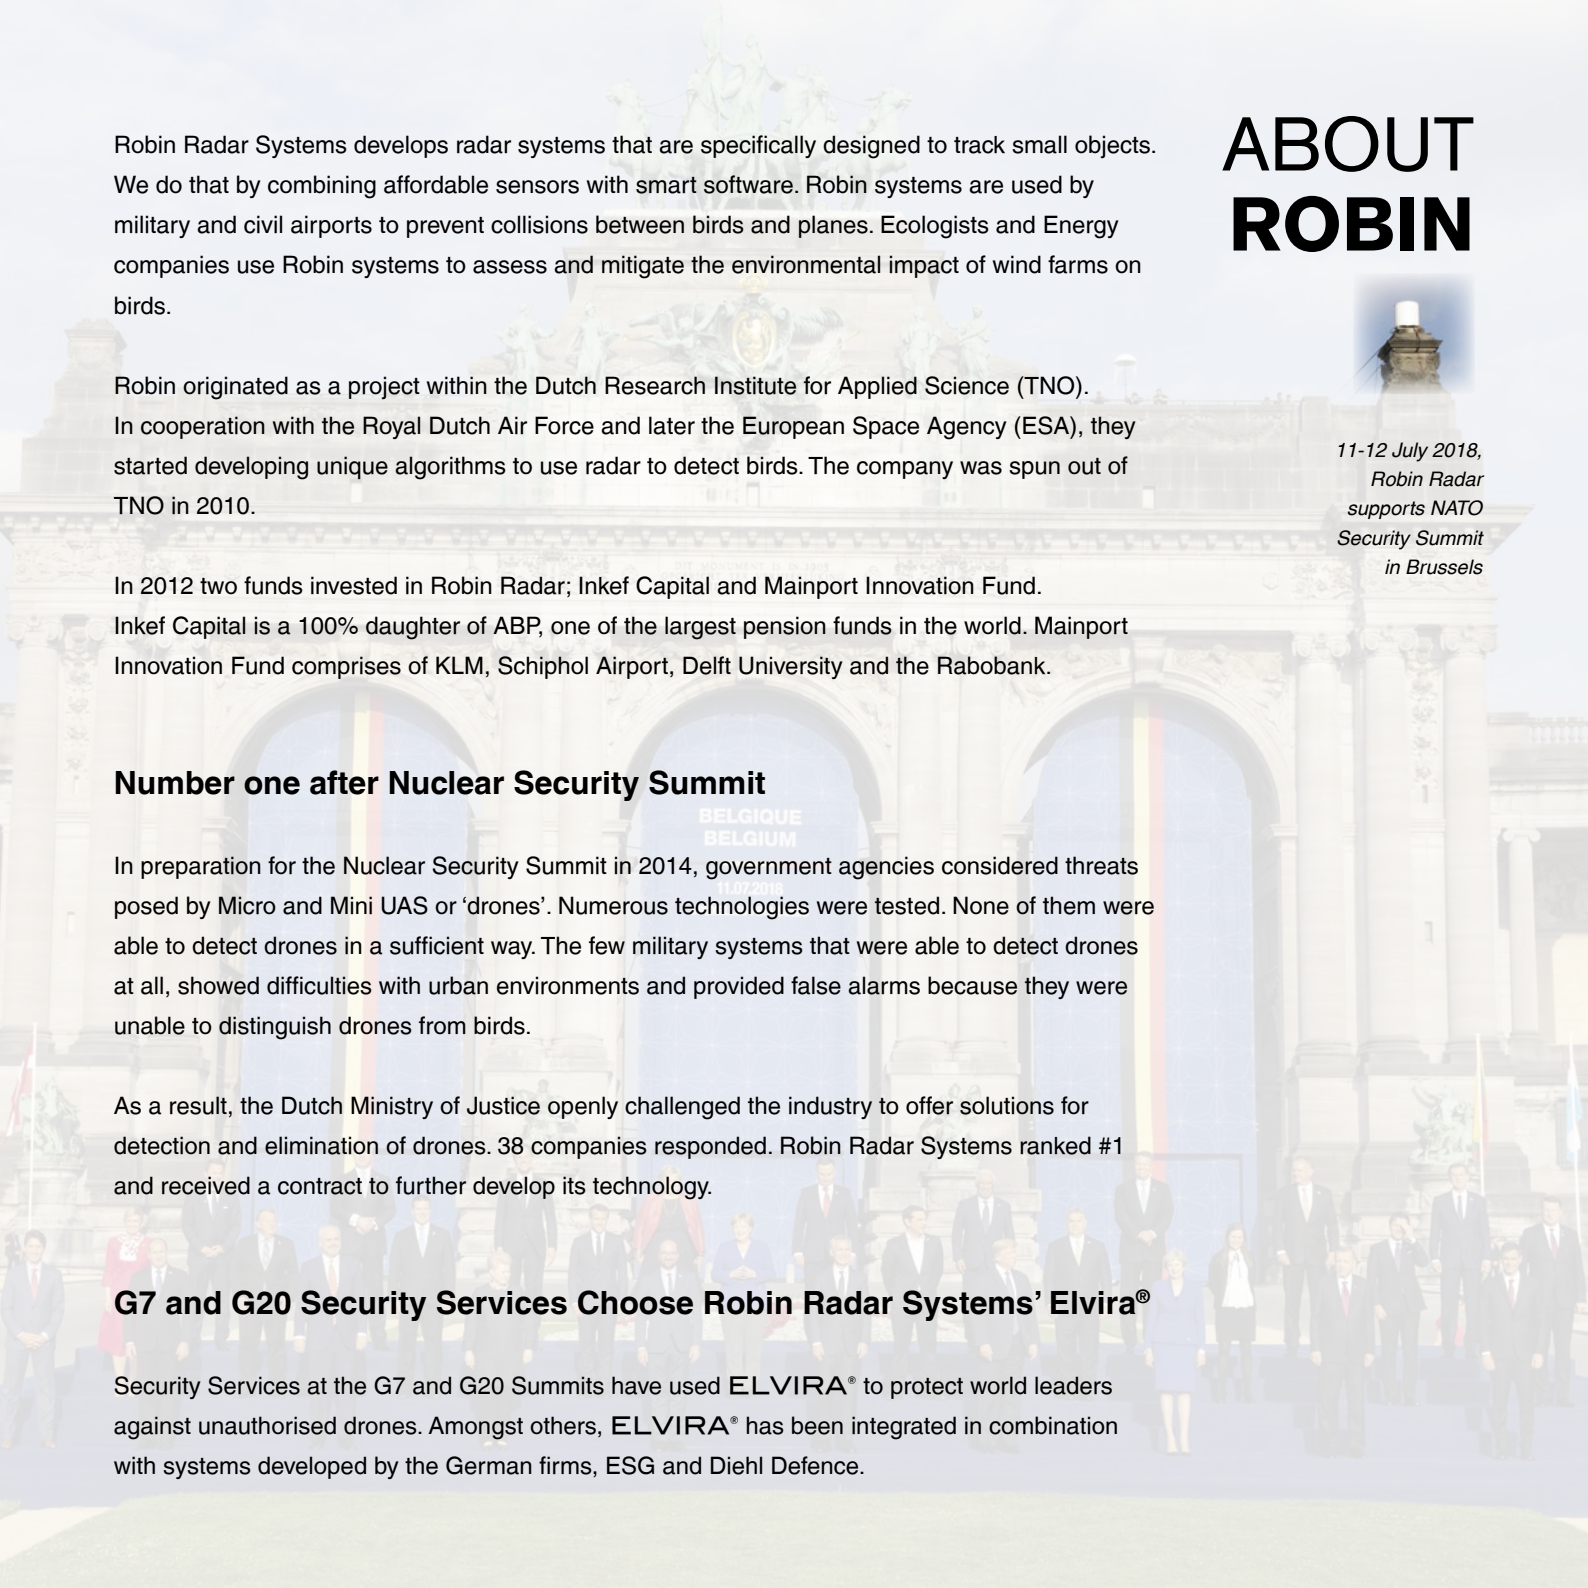 ABOUT
ROBIN
Robin Radar Systems develops radar systems that are specifically designed to track small objects.
We do that by combining affordable sensors with smart software. Robin systems are used by
military and civil airports to prevent collisions between birds and planes. Ecologists and Energy
companies use Robin systems to assess and mitigate the environmental impact of wind farms on
birds.
Robin originated as a project within the Dutch Research Institute for Applied Science (TNO).
In cooperation with the Royal Dutch Air Force and later the European Space Agency (ESA), they
started developing unique algorithms to use radar to detect birds. The company was spun out of
TNO in 2010.
In 2012 two funds invested in Robin Radar; Inkef Capital and Mainport Innovation Fund.
Inkef Capital is a 100% daughter of ABP, one of the largest pension funds in the world. Mainport
Innovation Fund comprises of KLM, Schiphol Airport, Delft University and the Rabobank.
11-12 July 2018,
Robin Radar
supports NATO
Security Summit
in Brussels
Number one after Nuclear Security Summit
BELGIQUE
BELGIUM
11.07.2018
In preparation for the Nuclear Security Summit in 2014, government agencies considered threats
posed by Micro and Mini UAS or ‘drones’. Numerous technologies were tested. None of them were
able to detect drones in a sufficient way. The few military systems that were able to detect drones
at all, showed difficulties with urban environments and provided false alarms because they were
unable to distinguish drones from birds.
As a result, the Dutch Ministry of Justice openly challenged the industry to offer solutions for
detection and elimination of drones. 38 companies responded. Robin Radar Systems ranked #1
and received a contract to further develop its technology.
G7 and G20 Security Services Choose Robin Radar Systems’ Elvira®
Security Services at the G7 and G20 Summits have used ELVIRA® to protect world leaders
against unauthorised drones. Amongst others, ELVIRA® has been integrated in combination
with systems developed by the German firms, ESG and Diehl Defence.